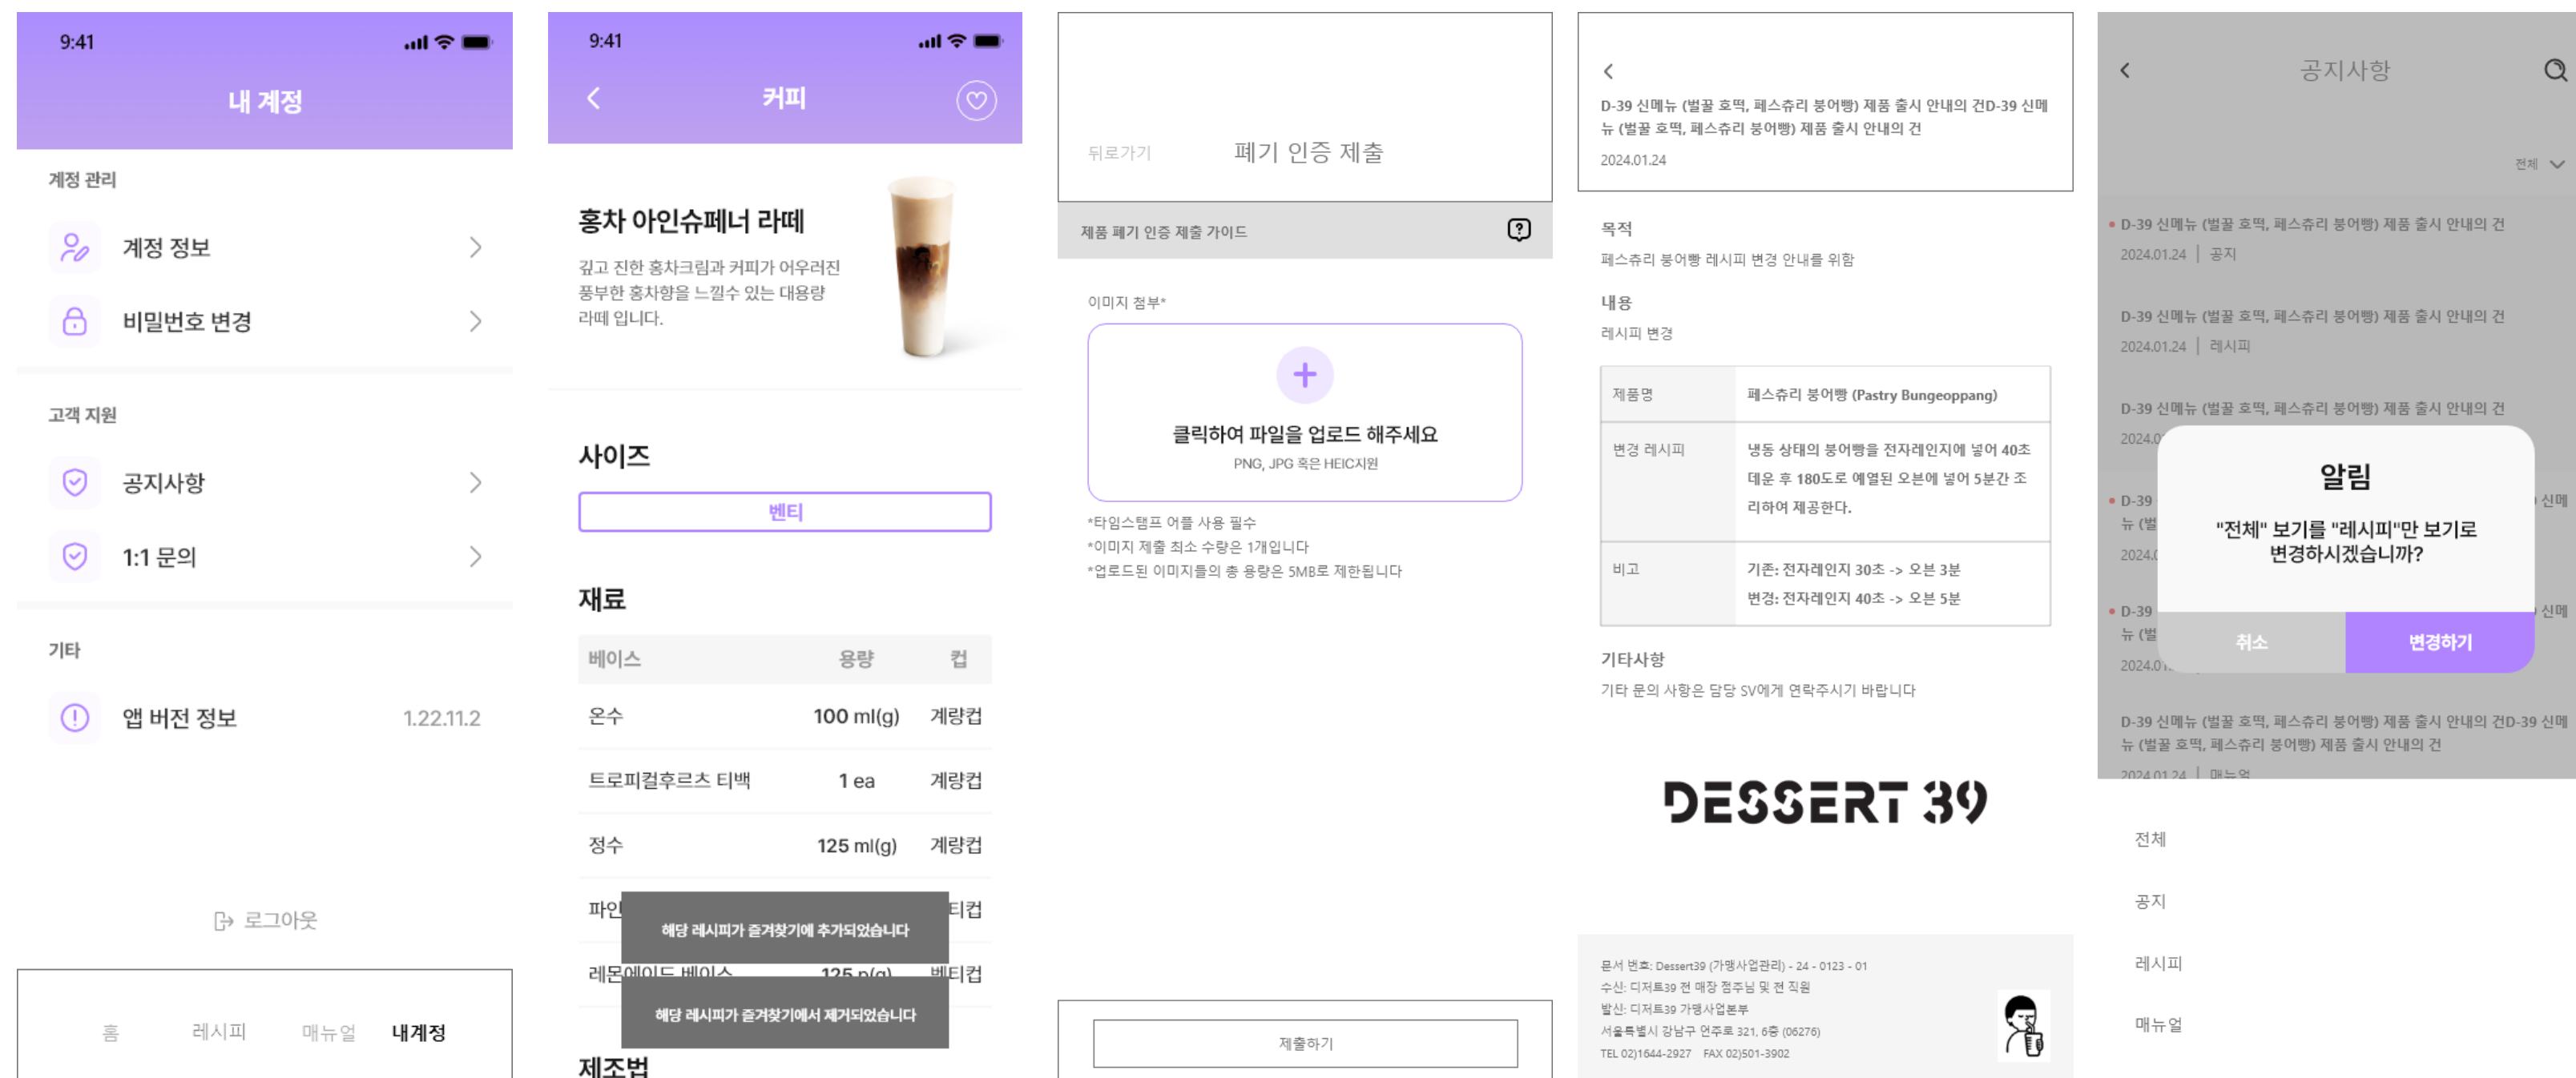 9:41
내 계정
계정 관리
계정 정보
비밀번호 변경
고객 지원
공지사항
1:1 문의
기타
앱 버전 정보 1.22.11.2
로그아웃
홈 레시피 매뉴얼 내계정
9:41
커피
홍차 아인슈페너 라떼
깊고 진한 홍차크림과 커피가 어우러진
풍부한 홍차향을 느낄수 있는 대용량
라떼 입니다.
사이즈
벤티
재료
베이스 용량 컵
온수 100 ml(g) 계량컵
트로피컬후르츠 티백 1 ea 계량컵
정수 125 ml(g) 계량컵
파인 티컵
해당 레시피가 즐겨찾기에 추가되었습니다
레몬에이드 베이스 125 p(g) 벤티컵
해당 레시피가 즐겨찾기에서 제거되었습니다
제조법
뒤로가기 폐기 인증 제출
제품 폐기 인증 제출 가이드
이미지 첨부*
클릭하여 파일을 업로드 해주세요
PNG, JPG 혹은 HEIC지원
*타임스탬프 어플 사용 필수
*이미지 제출 최소 수량은 1개입니다
*업로드된 이미지들의 총 용량은 5MB로 제한됩니다
제출하기
D-39 신메뉴 (벌꿀 호떡, 페스츄리 붕어빵) 제품 출시 안내의 건D-39 신메
뉴 (벌꿀 호떡, 페스츄리 붕어빵) 제품 출시 안내의 건
2024.01.24
목적
페스츄리 붕어빵 레시피 변경 안내를 위함
내용
레시피 변경
제품명 페스츄리 붕어빵 (Pastry Bungeoppang)
변경 레시피 냉동 상태의 붕어빵을 전자레인지에 넣어 40초
데운 후 180도로 예열된 오븐에 넣어 5분간 조
리하여 제공한다.
비고 기존: 전자레인지 30초 -> 오븐 3분
변경: 전자레인지 40초 -> 오븐 5분
기타사항
기타 문의 사항은 담당 SV에게 연락주시기 바랍니다
DESSERT 39
문서 번호: Dessert39 (가맹사업관리) - 24 - 0123 - 01
수신: 디저트39 전 매장 점주님 및 전 직원
발신: 디저트39 가맹사업본부
서울특별시 강남구 언주로 321, 6층 (06276)
TEL 02)1644-2927 FAX 02)501-3902
공지사항
전체
D-39 신메뉴 (벌꿀 호떡, 페스츄리 붕어빵) 제품 출시 안내의 건
2024.01.24 | 공지
D-39 신메뉴 (벌꿀 호떡, 페스츄리 붕어빵) 제품 출시 안내의 건
2024.01.24 | 레시피
D-39 신메뉴 (벌꿀 호떡, 페스츄리 붕어빵) 제품 출시 안내의 건
2024.0
알림
"전체" 보기를 "레시피"만 보기로
변경하시겠습니까?
취소 변경하기
D-39 신메
뉴 (벌
2024.0
D-39 신메
뉴 (벌
2024.01.
D-39 신메뉴 (벌꿀 호떡, 페스츄리 붕어빵) 제품 출시 안내의 건D-39 신메
뉴 (벌꿀 호떡, 페스츄리 붕어빵) 제품 출시 안내의 건
2024.01.24 | 매뉴얼
전체
공지
레시피
매뉴얼